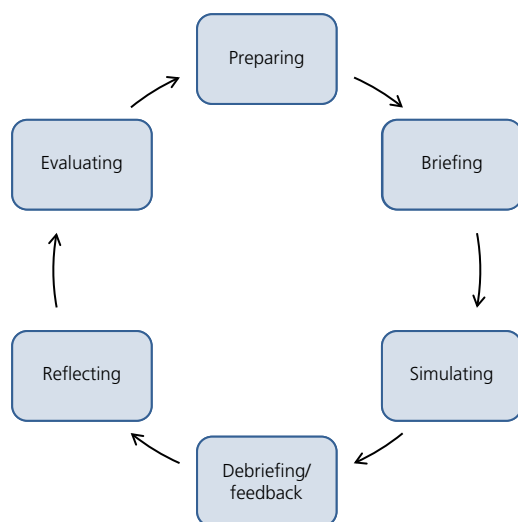 Preparing
Briefing
Simulating
Debriefing/
feedback
Reflecting
Evaluating